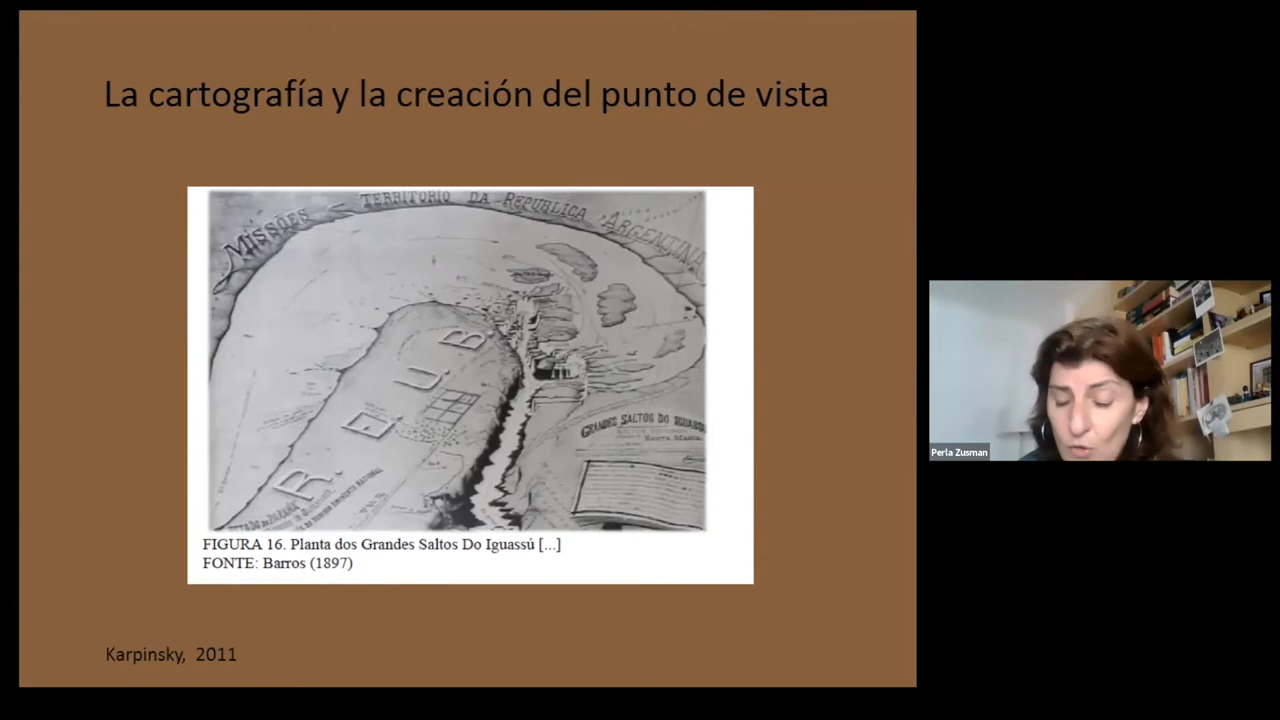 La cartografía y la creación del punto de vista
MISSÕES
TERRITORIO DA REPUBLICA ARGENTINA
R. E. U. B.
GRANDES SALTOS DO IGUASSÚ
SANTA MARIA
FIGURA 16. Planta dos Grandes Saltos Do Iguassú [...]
FONTE: Barros (1897)
Karpinsky, 2011
Perla Zusman